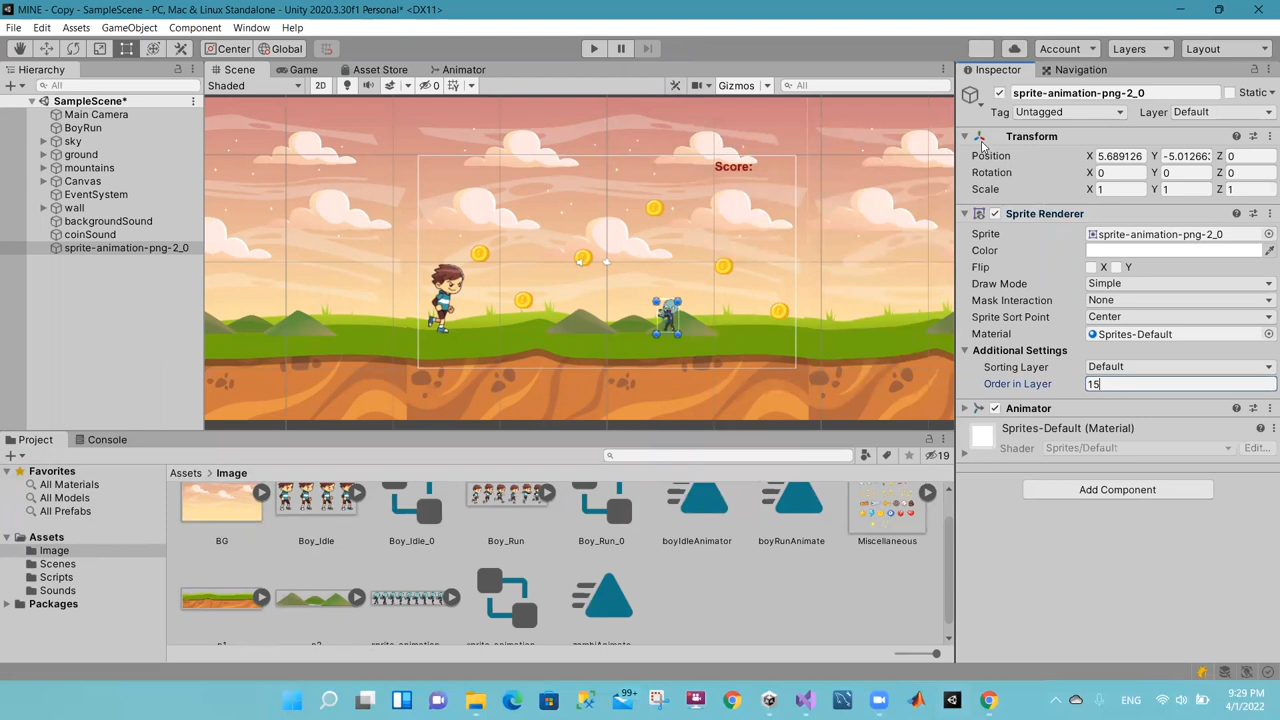 MINE - Copy - SampleScene - PC, Mac & Linux Standalone - Unity 2020.3.30f1 Personal* <DX11>
File Edit Assets GameObject Component Window Help
Center Global Account Layers Layout
Hierarchy
All
SampleScene*
Main Camera
BoyRun
sky
ground
mountains
Canvas
EventSystem
wall
backgroundSound
coinSound
sprite-animation-png-2_0
Scene Game Asset Store Animator
Shaded 2D 0 Gizmos All
Score:
Inspector Navigation
sprite-animation-png-2_0 Static
Tag Untagged Layer Default
Transform
Position X 5.689126 Y -5.01266 Z 0
Rotation X 0 Y 0 Z 0
Scale X 1 Y 1 Z 1
Sprite Renderer
Sprite sprite-animation-png-2_0
Color
Flip X Y
Draw Mode Simple
Mask Interaction None
Sprite Sort Point Center
Material Sprites-Default
Additional Settings
Sorting Layer Default
Order in Layer 15
Animator
Sprites-Default (Material)
Shader Sprites/Default Edit...
Add Component
Project Console
19
Favorites
All Materials
All Models
All Prefabs
Assets
Image
Scenes
Scripts
Sounds
Packages
Assets > Image
BG Boy_Idle Boy_Idle_0 Boy_Run Boy_Run_0 boyIdleAnimator boyRunAnimate Miscellaneous
99+
ENG
9:29 PM
4/1/2022